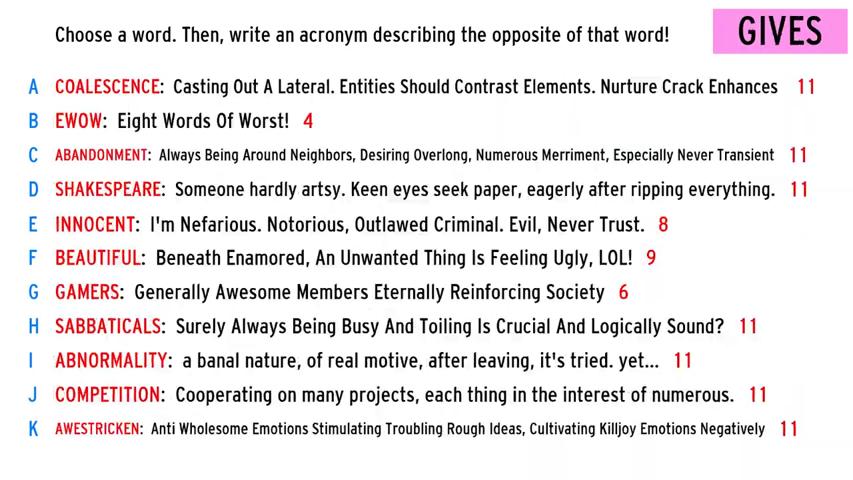 Choose a word. Then, write an acronym describing the opposite of that word!
GIVES
A COALESCENCE: Casting Out A Lateral. Entities Should Contrast Elements. Nurture Crack Enhances 11
B EWOW: Eight Words Of Worst! 4
C ABANDONMENT: Always Being Around Neighbors, Desiring Overlong, Numerous Merriment, Especially Never Transient 11
D SHAKESPEARE: Someone hardly artsy. Keen eyes seek paper, eagerly after ripping everything. 11
E INNOCENT: I'm Nefarious. Notorious, Outlawed Criminal. Evil, Never Trust. 8
F BEAUTIFUL: Beneath Enamored, An Unwanted Thing Is Feeling Ugly, LOL! 9
G GAMERS: Generally Awesome Members Eternally Reinforcing Society 6
H SABBATICALS: Surely Always Being Busy And Toiling Is Crucial And Logically Sound? 11
I ABNORMALITY: a banal nature, of real motive, after leaving, it's tried. yet... 11
J COMPETITION: Cooperating on many projects, each thing in the interest of numerous. 11
K AWESTRICKEN: Anti Wholesome Emotions Stimulating Troubling Rough Ideas, Cultivating Killjoy Emotions Negatively 11